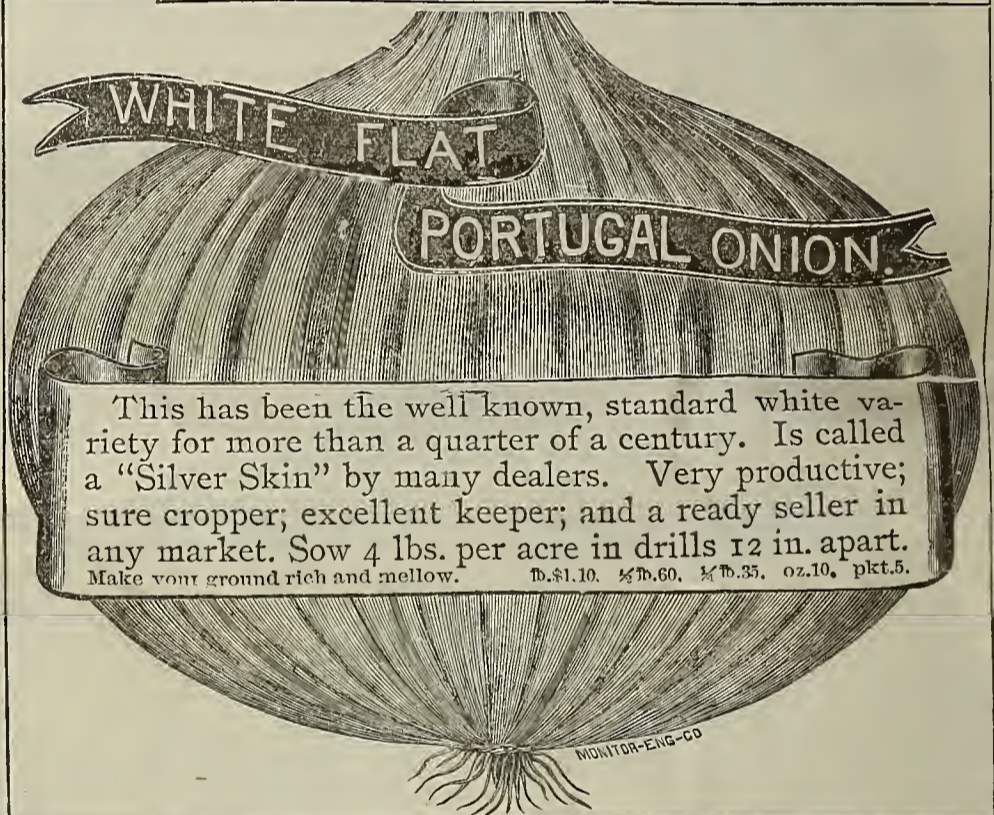 WHITE FLAT
PORTUGAL ONION.
This has been the well known, standard white va-
riety for more than a quarter of a century. Is called
a “Silver Skin” by many dealers. Very productive;
sure cropper; excellent keeper; and a ready seller in
any market. Sow 4 lbs. per acre in drills 12 in. apart.
Make your ground rich and mellow. lb.$1.10. ½lb.60. ¼lb.35. oz.10. pkt.5.
MONITOR-ENG-CO